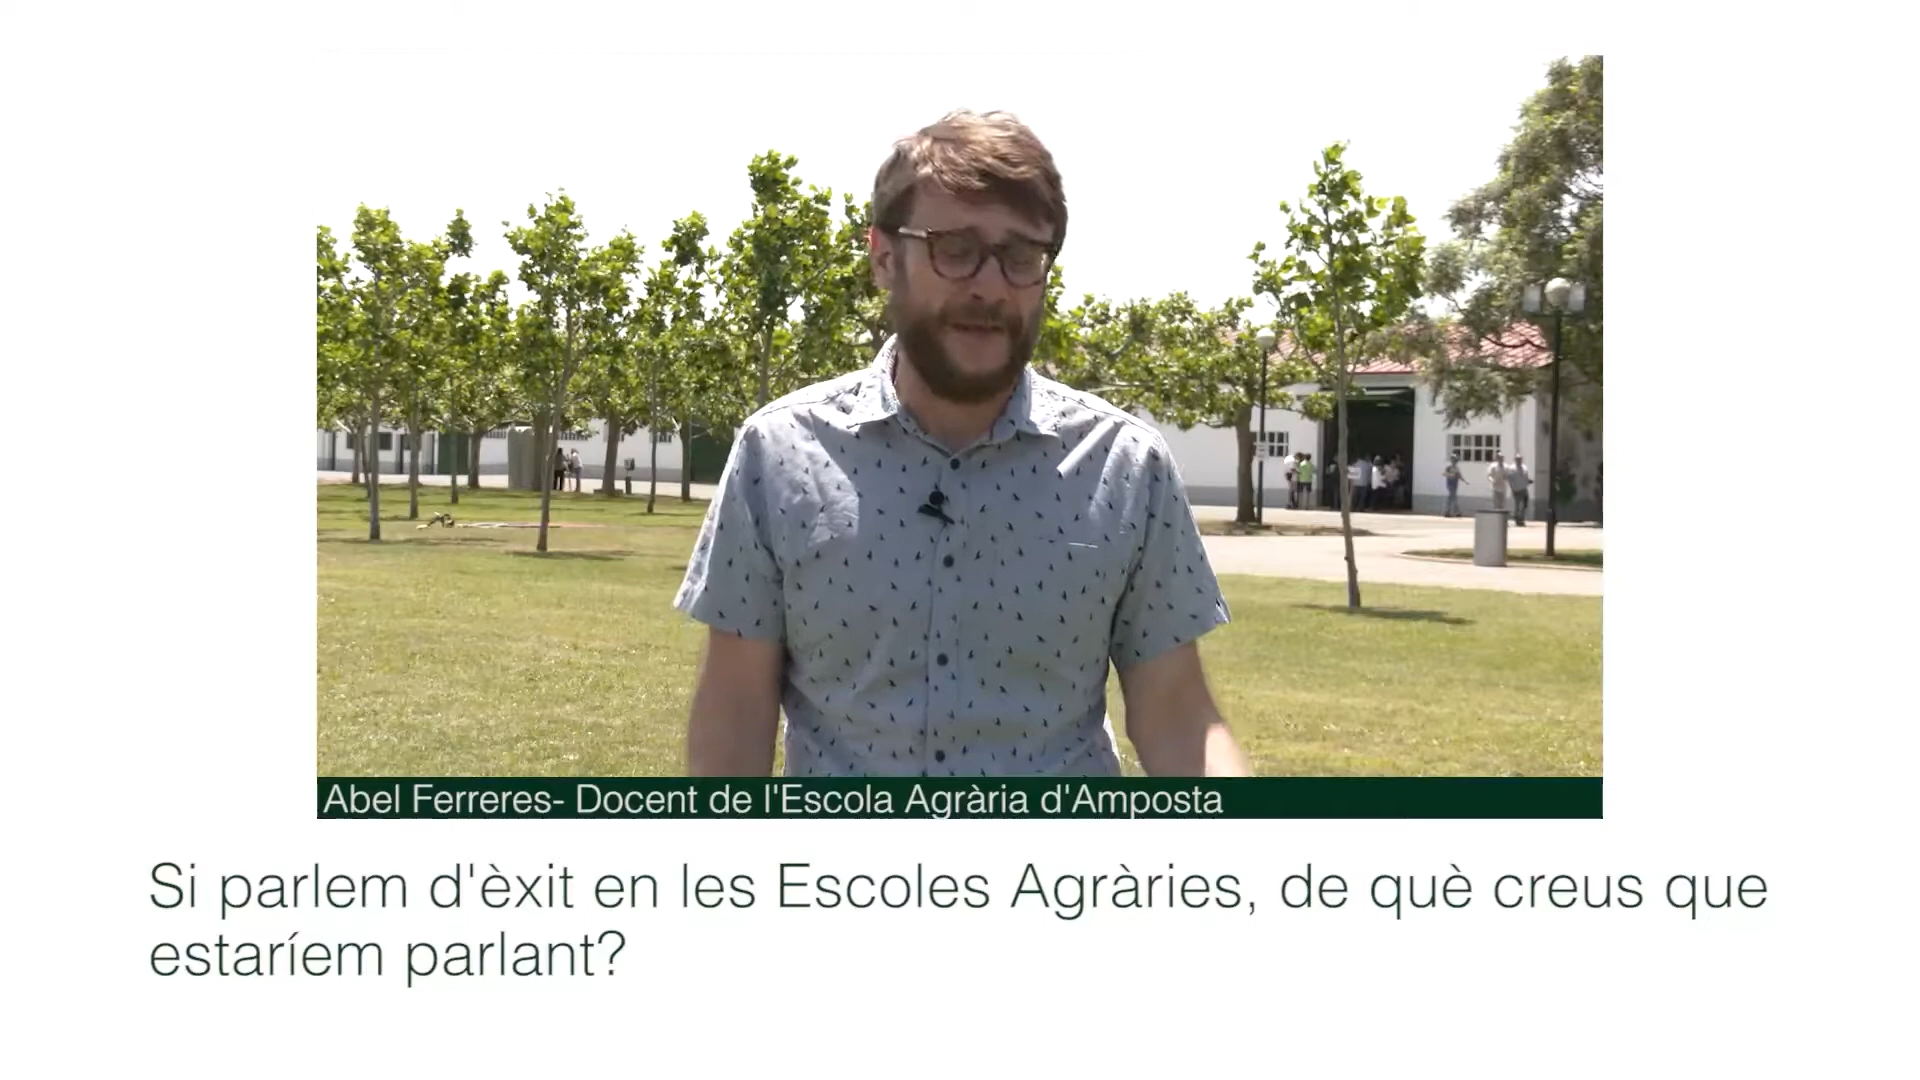 Abel Ferreres- Docent de l'Escola Agrària d'Amposta
Si parlem d'èxit en les Escoles Agràries, de què creus que
estaríem parlant?